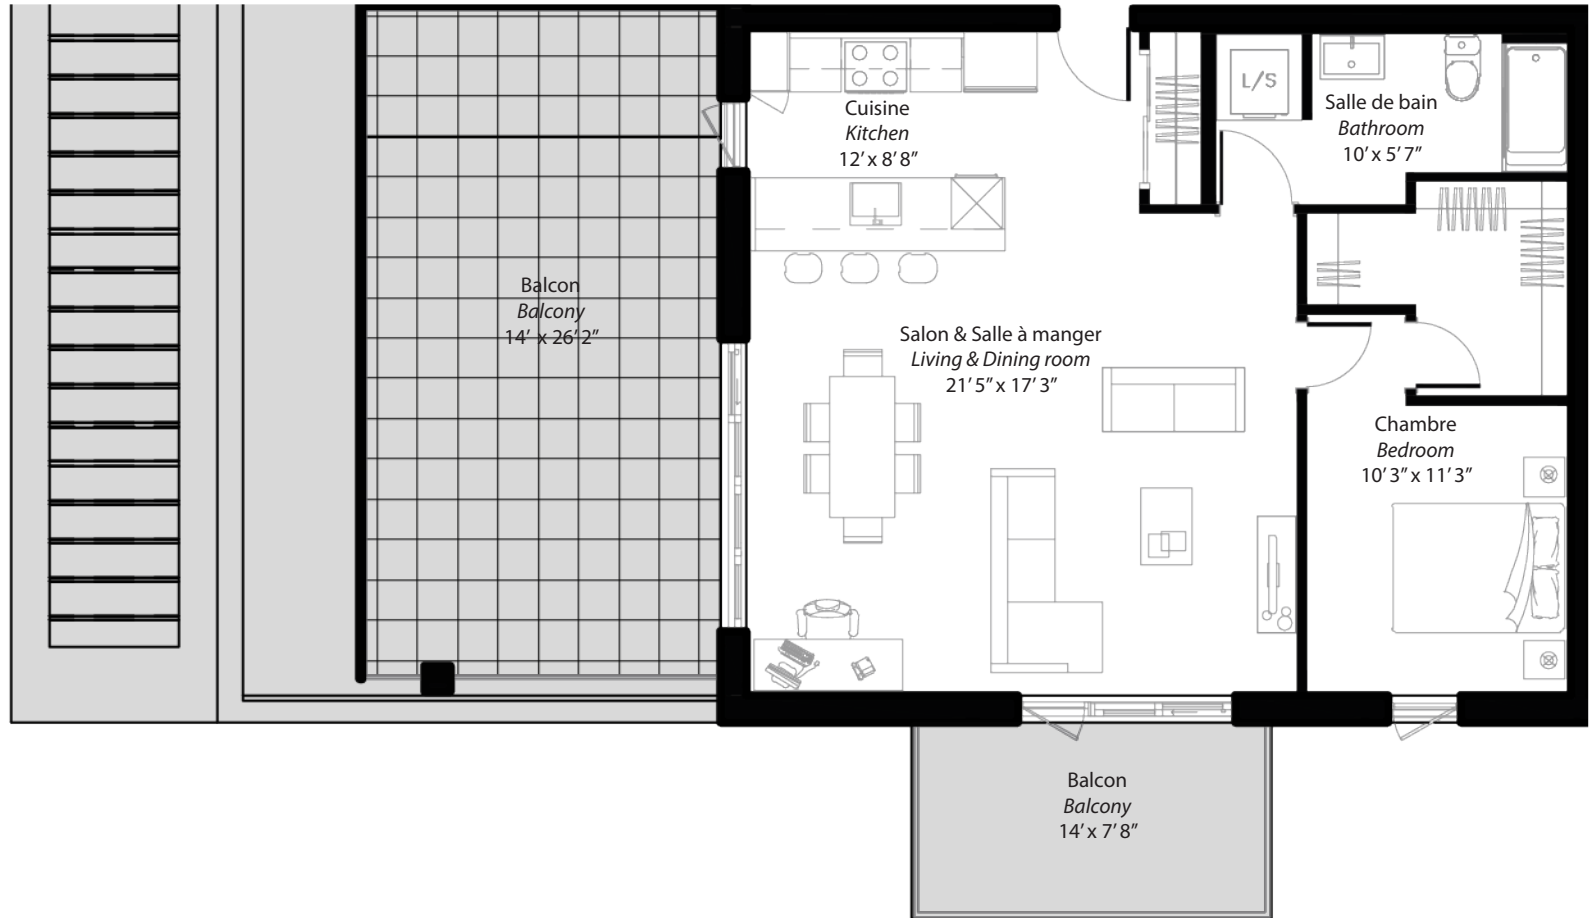 Cuisine
Kitchen
12’ x 8’ 8”
L/S
Salle de bain
Bathroom
10’ x 5’ 7”
Balcon
Balcony
14’ x 26’ 2”
Salon & Salle à manger
Living & Dining room
21’ 5” x 17’ 3”
Chambre
Bedroom
10’ 3” x 11’ 3”
Balcon
Balcony
14’ x 7’ 8”